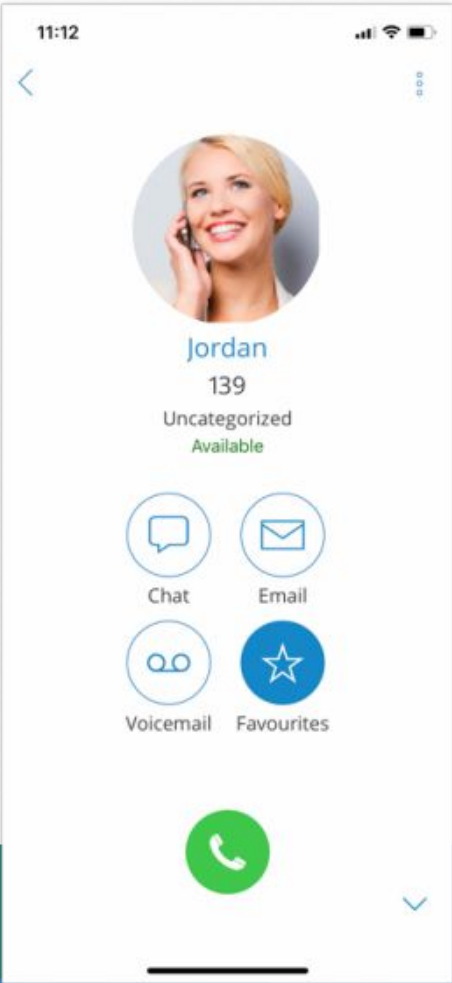 11:12
Jordan
139
Uncategorized
Available
Chat Email
Voicemail Favourites